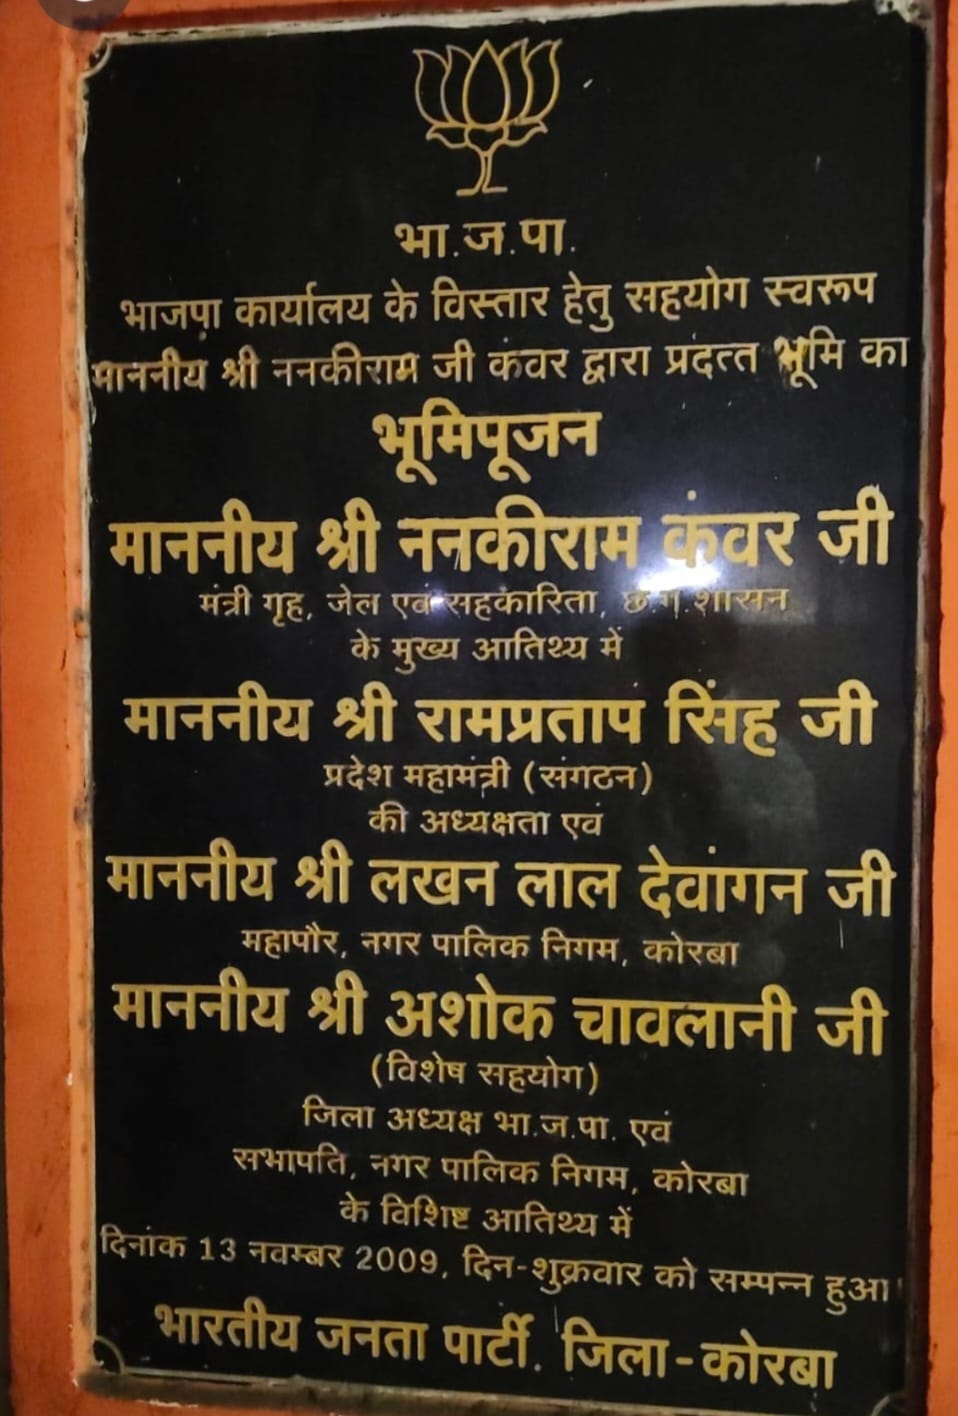 भा.ज.पा.
भाजपा कार्यालय के विस्तार हेतु सहयोग स्वरूप
माननीय श्री ननकीराम जी कंवर द्वारा प्रदत्त भूमि का
भूमिपूजन
माननीय श्री ननकीराम कंवर जी
मंत्री गृह, जेल एवं सहकारिता, छ.ग.शासन
के मुख्य आतिथ्य में
माननीय श्री रामप्रताप सिंह जी
प्रदेश महामंत्री (संगटन)
की अध्यक्षता एवं
माननीय श्री लखन लाल देवांगन जी
महापौर, नगर पालिक निगम, कोरबा
माननीय श्री अशोक चावलानी जी
(विशेष सहयोग)
जिला अध्यक्ष भा.ज.पा. एवं
सभापति, नगर पालिक निगम, कोरबा
के विशिष्ट आतिथ्य में
दिनांक 13 नवम्बर 2009, दिन-शुक्रवार को सम्पन्न हुआ।
भारतीय जनता पार्टी, जिला-कोरबा